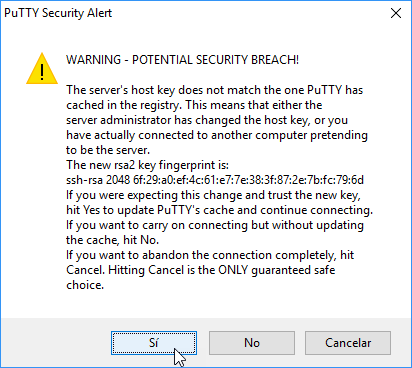 PuTTY Security Alert
WARNING - POTENTIAL SECURITY BREACH!
The server's host key does not match the one PuTTY has
cached in the registry. This means that either the
server administrator has changed the host key, or you
have actually connected to another computer pretending
to be the server.
The new rsa2 key fingerprint is:
ssh-rsa 2048 6f:29:a0:ef:4c:61:e7:7e:38:3f:87:2e:7b:fc:79:6d
If you were expecting this change and trust the new key,
hit Yes to update PuTTY's cache and continue connecting.
If you want to carry on connecting but without updating
the cache, hit No.
If you want to abandon the connection completely, hit
Cancel. Hitting Cancel is the ONLY guaranteed safe
choice.
Sí No Cancelar